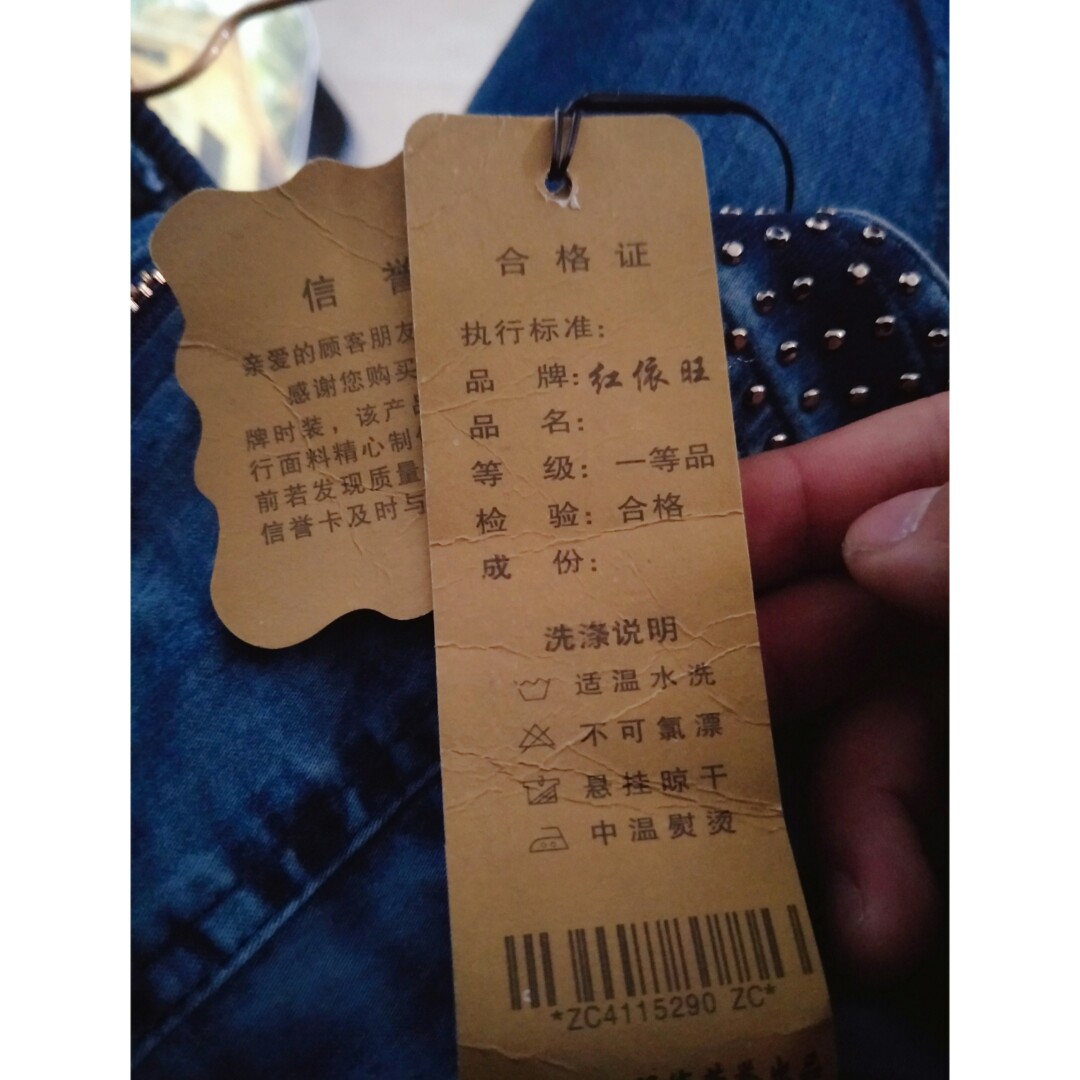 信 誉
亲爱的顾客朋友
感谢您购买
牌时装，该产品
行面料精心制作
前若发现质量
信誉卡及时与
合格证
执行标准：
品 牌：红依旺
品 名：
等 级：一等品
检 验：合格
成 份：
洗涤说明
适温水洗
不可氯漂
悬挂晾干
中温熨烫
*ZC4115290 ZC*